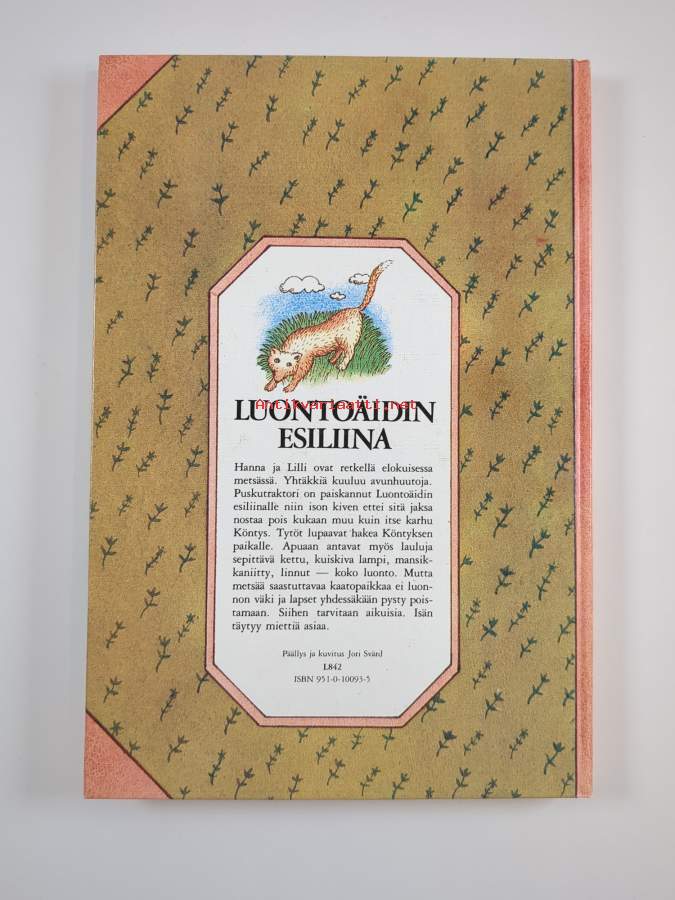 LUONTOÄIDIN
Antikvariaatti.net
ESILIINA
Hanna ja Lilli ovat retkellä elokuisessa
metsässä. Yhtäkkiä kuuluu avunhuutoja.
Puskutraktori on paiskannut Luontoäidin
esiliinalle niin ison kiven ettei sitä jaksa
nostaa pois kukaan muu kuin itse karhu
Köntys. Tytöt lupaavat hakea Köntyksen
paikalle. Apuaan antavat myös lauluja
sepittävä kettu, kuiskiva lampi, mansik-
kaniitty, linnut — koko luonto. Mutta
metsää saastuttavaa kaatopaikkaa ei luon-
non väki ja lapset yhdessäkään pysty pois-
tamaan. Siihen tarvitaan aikuisia. Isän
täytyy miettiä asiaa.
Päällys ja kuvitus Jori Svärd
L842
ISBN 951-0-10093-5